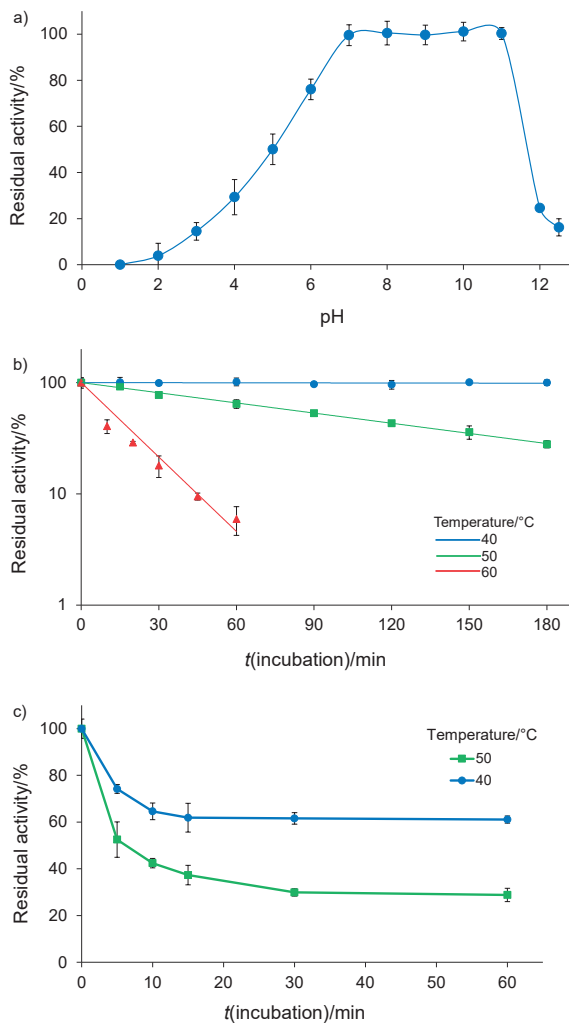 a)
Residual activity/%
100
80
60
40
20
0
0 2 4 6 8 10 12
pH
b)
Residual activity/%
100
10
1
Temperature/°C
40
50
60
0 30 60 90 120 150 180
t(incubation)/min
c)
Residual activity/%
100
80
60
40
20
0
Temperature/°C
50
40
0 10 20 30 40 50 60
t(incubation)/min